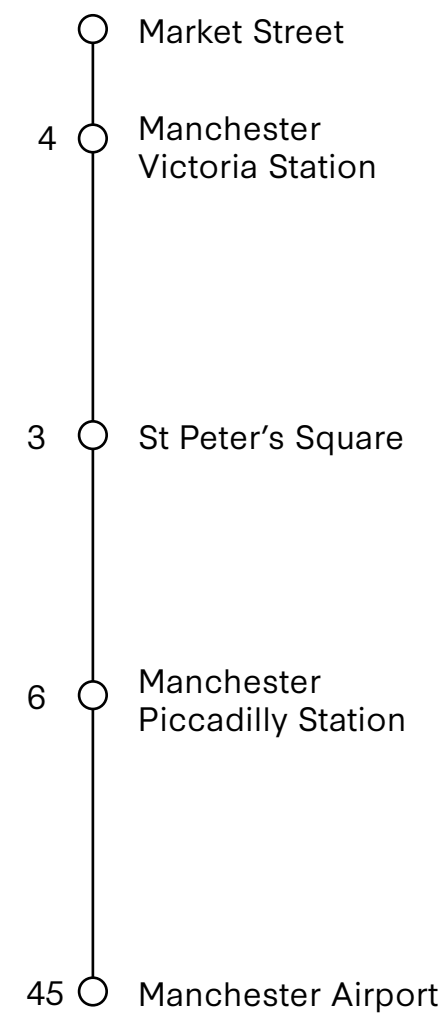 Market Street
4 Manchester
Victoria Station
3 St Peter’s Square
6 Manchester
Piccadilly Station
45 Manchester Airport